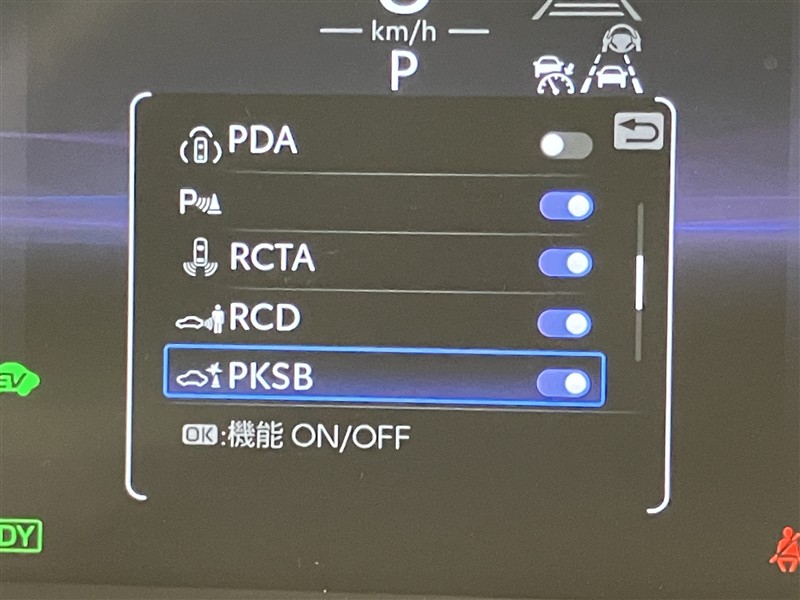 km/h
P
PDA
P
RCTA
RCD
PKSB
OK:機能 ON/OFF
EV
DY